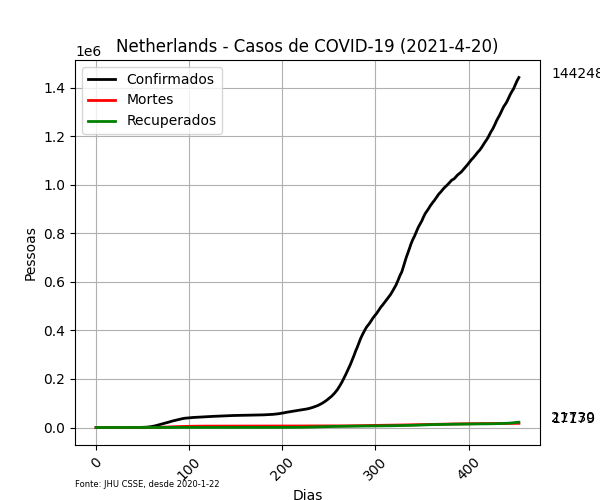 Netherlands - Casos de COVID-19 (2021-4-20)
1e6
Confirmados
Mortes
Recuperados
1.4
1.2
1.0
0.8
0.6
0.4
0.2
0.0
Pessoas
0
100
200
300
400
Dias
144248
Fonte: JHU CSSE, desde 2020-1-22